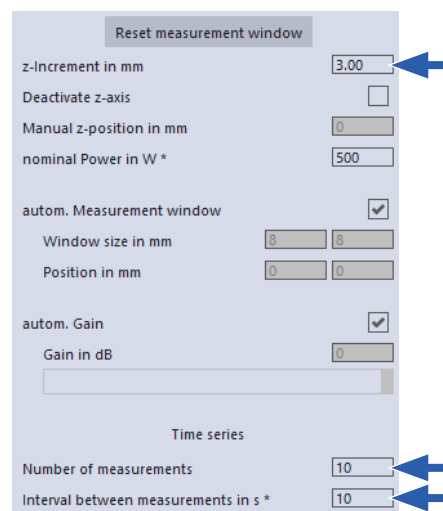 Reset measurement window
z-Increment in mm 3.00
Deactivate z-axis
Manual z-position in mm 0
nominal Power in W * 500
autom. Measurement window
Window size in mm 8 8
Position in mm 0 0
autom. Gain
Gain in dB 0
Time series
Number of measurements 10
Interval between measurements in s * 10